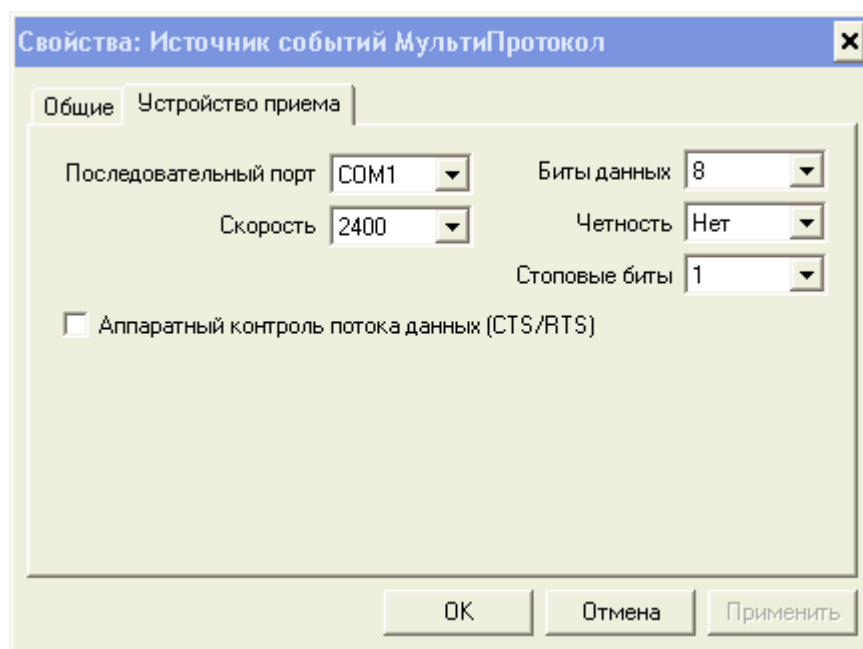 Свойства: Источник событий МультиПротокол
Общие Устройство приема
Последовательный порт COM1 Биты данных 8
Скорость 2400 Четность Нет
Стоповые биты 1
Аппаратный контроль потока данных (CTS/RTS)
OK Отмена Применить